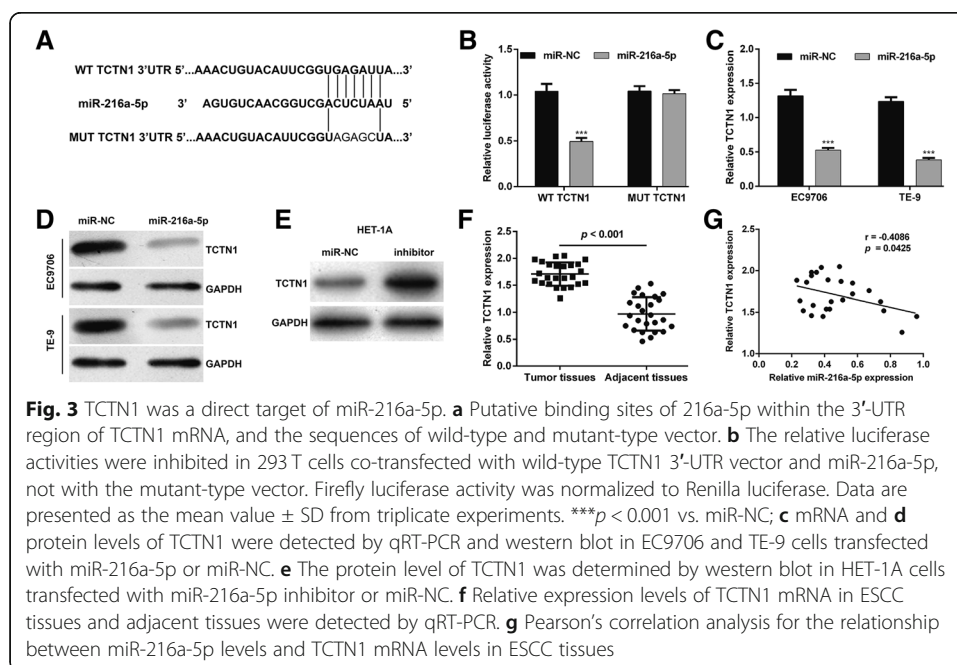 A
WT TCTN1 3'UTR 5'...AAACUGUACAUUCGGUGAGAUUA...3'
miR-216a-5p 3' AGUGUCAACGGUCGACUCUAAU 5'
MUT TCTN1 3'UTR 5'...AAACUGUACAUUCGGUAGAGCUA...3'
B
miR-NC miR-216a-5p
Relative luciferase activity
1.5
1.0
0.5
0.0
***
WT TCTN1 MUT TCTN1
C
miR-NC miR-216a-5p
Relative TCTN1 expression
2.0
1.5
1.0
0.5
0.0
***
***
EC9706 TE-9
D
miR-NC miR-216a-5p
EC9706
TCTN1
GAPDH
TE-9
TCTN1
GAPDH
E
HET-1A
miR-NC inhibitor
TCTN1
GAPDH
F
Relative TCTN1 expression
2.5
2.0
1.5
1.0
0.5
0.0
p < 0.001
Tumor tissues Adjacent tissues
G
Relative TCTN1 expression
2.5
2.0
1.5
1.0
r = -0.4086
p = 0.0425
0.0 0.2 0.4 0.6 0.8 1.0
Relative miR-216a-5p expression
Fig. 3 TCTN1 was a direct target of miR-216a-5p. a Putative binding sites of 216a-5p within the 3′-UTR
region of TCTN1 mRNA, and the sequences of wild-type and mutant-type vector. b The relative luciferase
activities were inhibited in 293 T cells co-transfected with wild-type TCTN1 3′-UTR vector and miR-216a-5p,
not with the mutant-type vector. Firefly luciferase activity was normalized to Renilla luciferase. Data are
presented as the mean value ± SD from triplicate experiments. ***p < 0.001 vs. miR-NC; c mRNA and d
protein levels of TCTN1 were detected by qRT-PCR and western blot in EC9706 and TE-9 cells transfected
with miR-216a-5p or miR-NC. e The protein level of TCTN1 was determined by western blot in HET-1A cells
transfected with miR-216a-5p inhibitor or miR-NC. f Relative expression levels of TCTN1 mRNA in ESCC
tissues and adjacent tissues were detected by qRT-PCR. g Pearson's correlation analysis for the relationship
between miR-216a-5p levels and TCTN1 mRNA levels in ESCC tissues